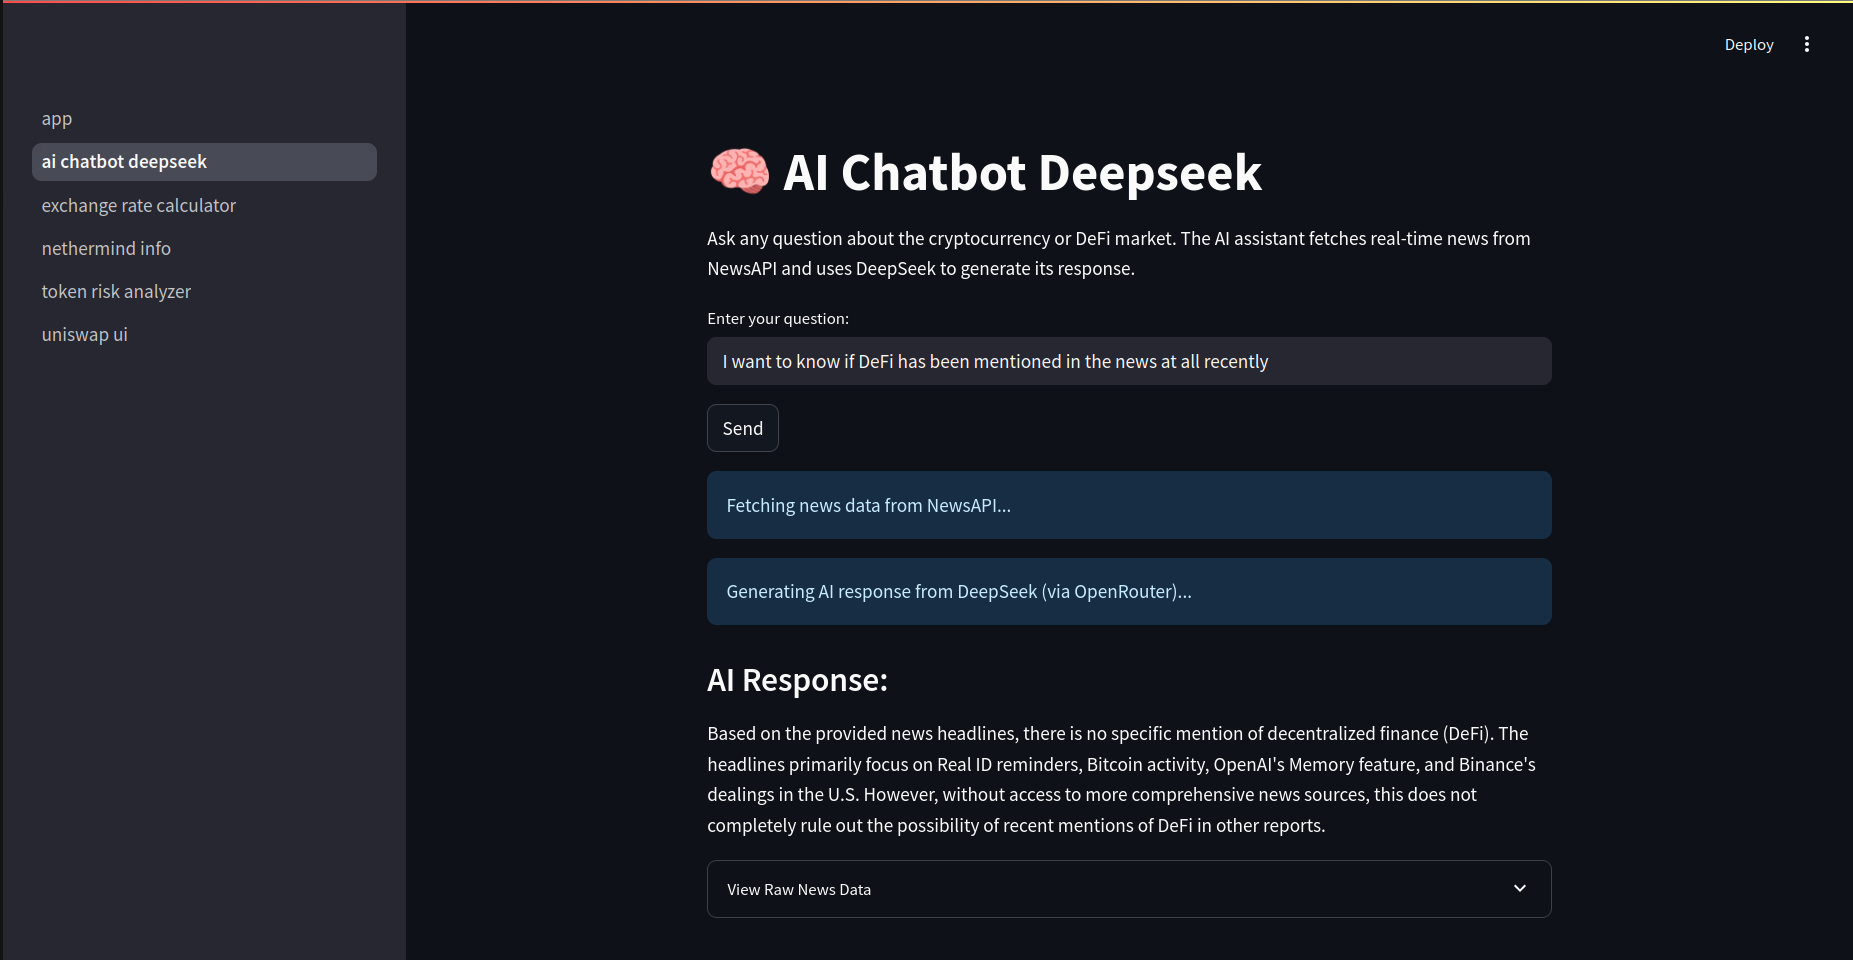 Deploy
app
ai chatbot deepseek
exchange rate calculator
nethermind info
token risk analyzer
uniswap ui
AI Chatbot Deepseek
Ask any question about the cryptocurrency or DeFi market. The AI assistant fetches real-time news from
NewsAPI and uses DeepSeek to generate its response.
Enter your question:
I want to know if DeFi has been mentioned in the news at all recently
Send
Fetching news data from NewsAPI...
Generating AI response from DeepSeek (via OpenRouter)...
AI Response:
Based on the provided news headlines, there is no specific mention of decentralized finance (DeFi). The
headlines primarily focus on Real ID reminders, Bitcoin activity, OpenAI's Memory feature, and Binance's
dealings in the U.S. However, without access to more comprehensive news sources, this does not
completely rule out the possibility of recent mentions of DeFi in other reports.
View Raw News Data